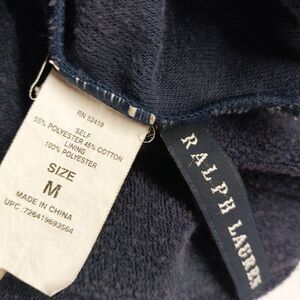 RN 52419
SELF
55% POLYESTER 45% COTTON
LINING
100% POLYESTER
SIZE
M
MADE IN CHINA
UPC :726419693504
RALPH LAUREN